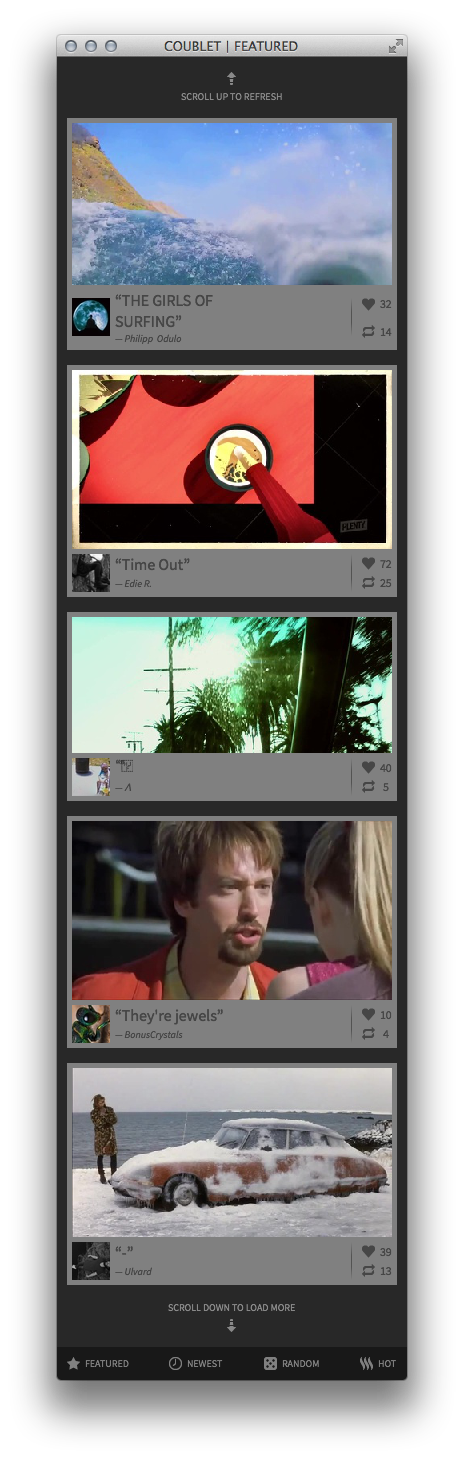 COUBLET | FEATURED
SCROLL UP TO REFRESH
“THE GIRLS OF
SURFING”
— Philipp Odulo
32
14
PLENTY
“Time Out”
— Edie R.
72
25
— Λ
40
5
“They're jewels”
— BonusCrystals
10
4
“-”
— Ulvard
39
13
SCROLL DOWN TO LOAD MORE
FEATURED
NEWEST
RANDOM
HOT